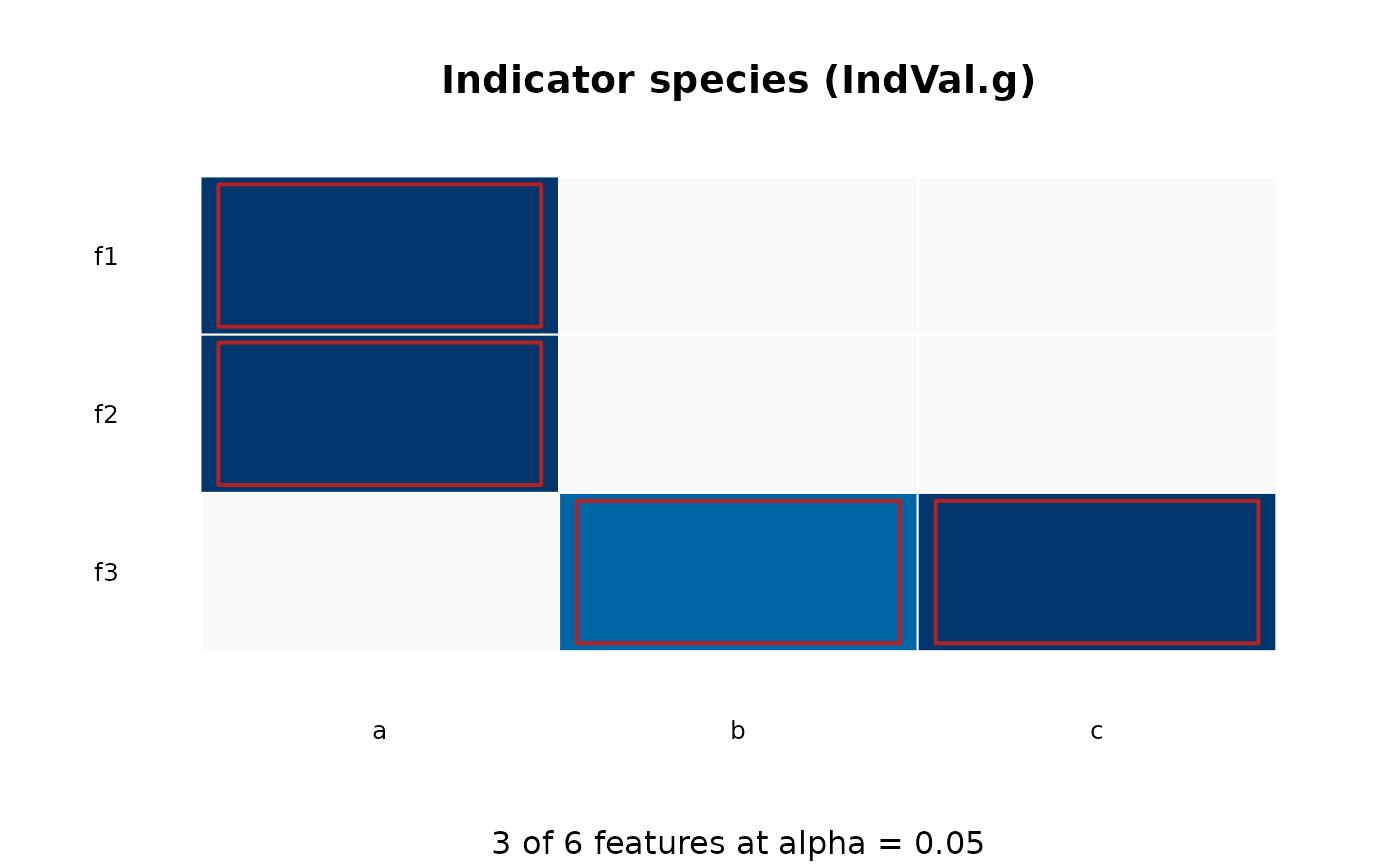 Indicator species (IndVal.g)
f1
f2
f3
a b c
3 of 6 features at alpha = 0.05